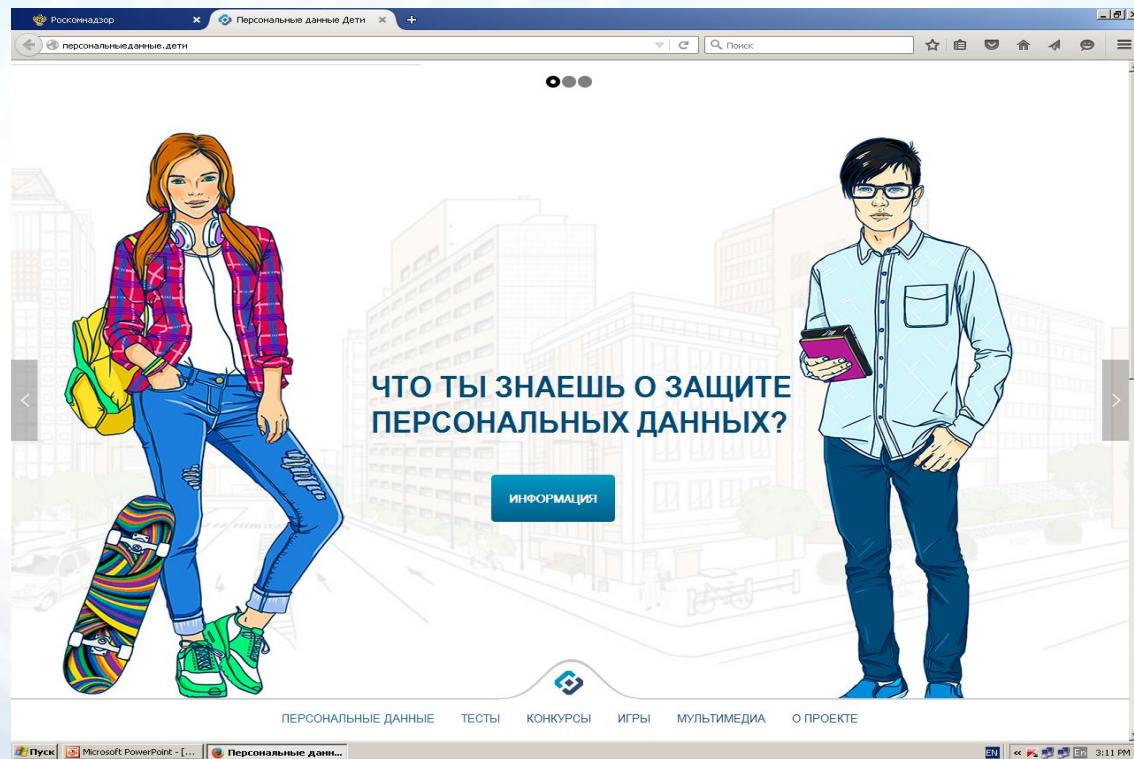 Роскомнадзор
Персональные данные Дети
персональныеданные.дети
Поиск
ЧТО ТЫ ЗНАЕШЬ О ЗАЩИТЕ
ПЕРСОНАЛЬНЫХ ДАННЫХ?
ИНФОРМАЦИЯ
ПЕРСОНАЛЬНЫЕ ДАННЫЕ ТЕСТЫ КОНКУРСЫ ИГРЫ МУЛЬТИМЕДИА О ПРОЕКТЕ
Пуск Microsoft PowerPoint - [... Персональные данн... EN « En 3:11 PM